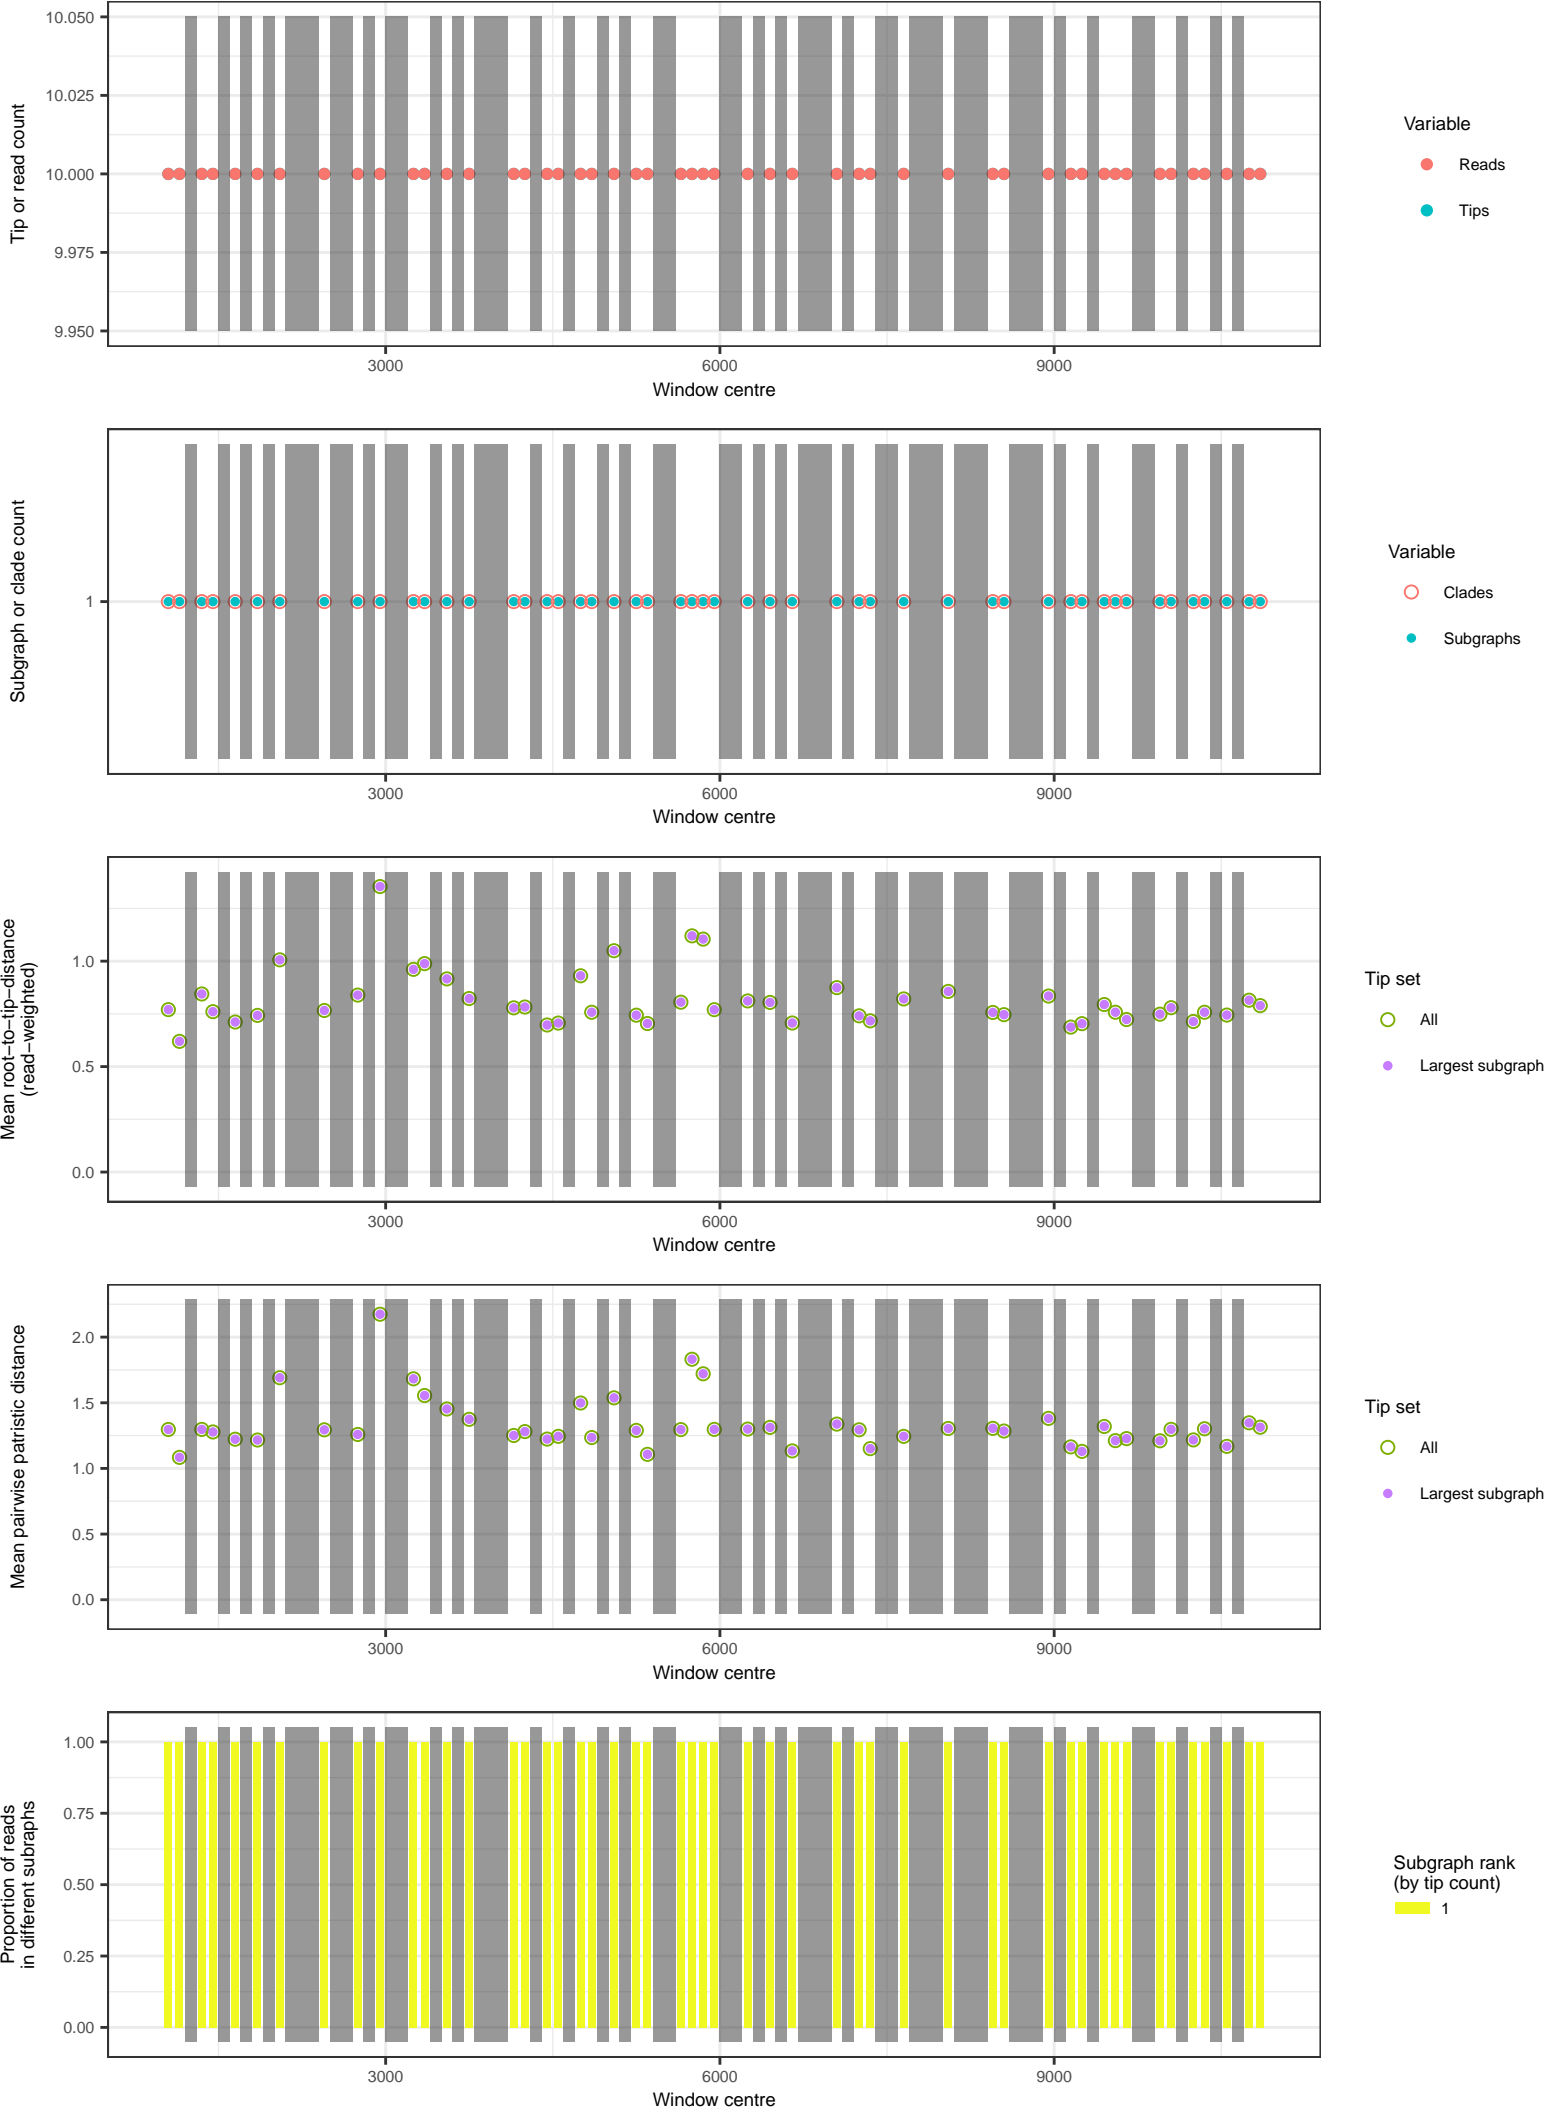 10.050
10.025
10.000
9.975
9.950
Tip or read count
3000
6000
9000
Window centre
Variable
Reads
Tips
1
Subgraph or clade count
3000
6000
9000
Window centre
Variable
Clades
Subgraphs
1.0
0.5
0.0
Mean root−to−tip−distance
(read−weighted)
3000
6000
9000
Window centre
Tip set
All
Largest subgraph
2.0
1.5
1.0
0.5
0.0
Mean pairwise patristic distance
3000
6000
9000
Window centre
Tip set
All
Largest subgraph
1.00
0.75
0.50
0.25
0.00
Proportion of reads
in different subraphs
3000
6000
9000
Window centre
Subgraph rank
(by tip count)
1